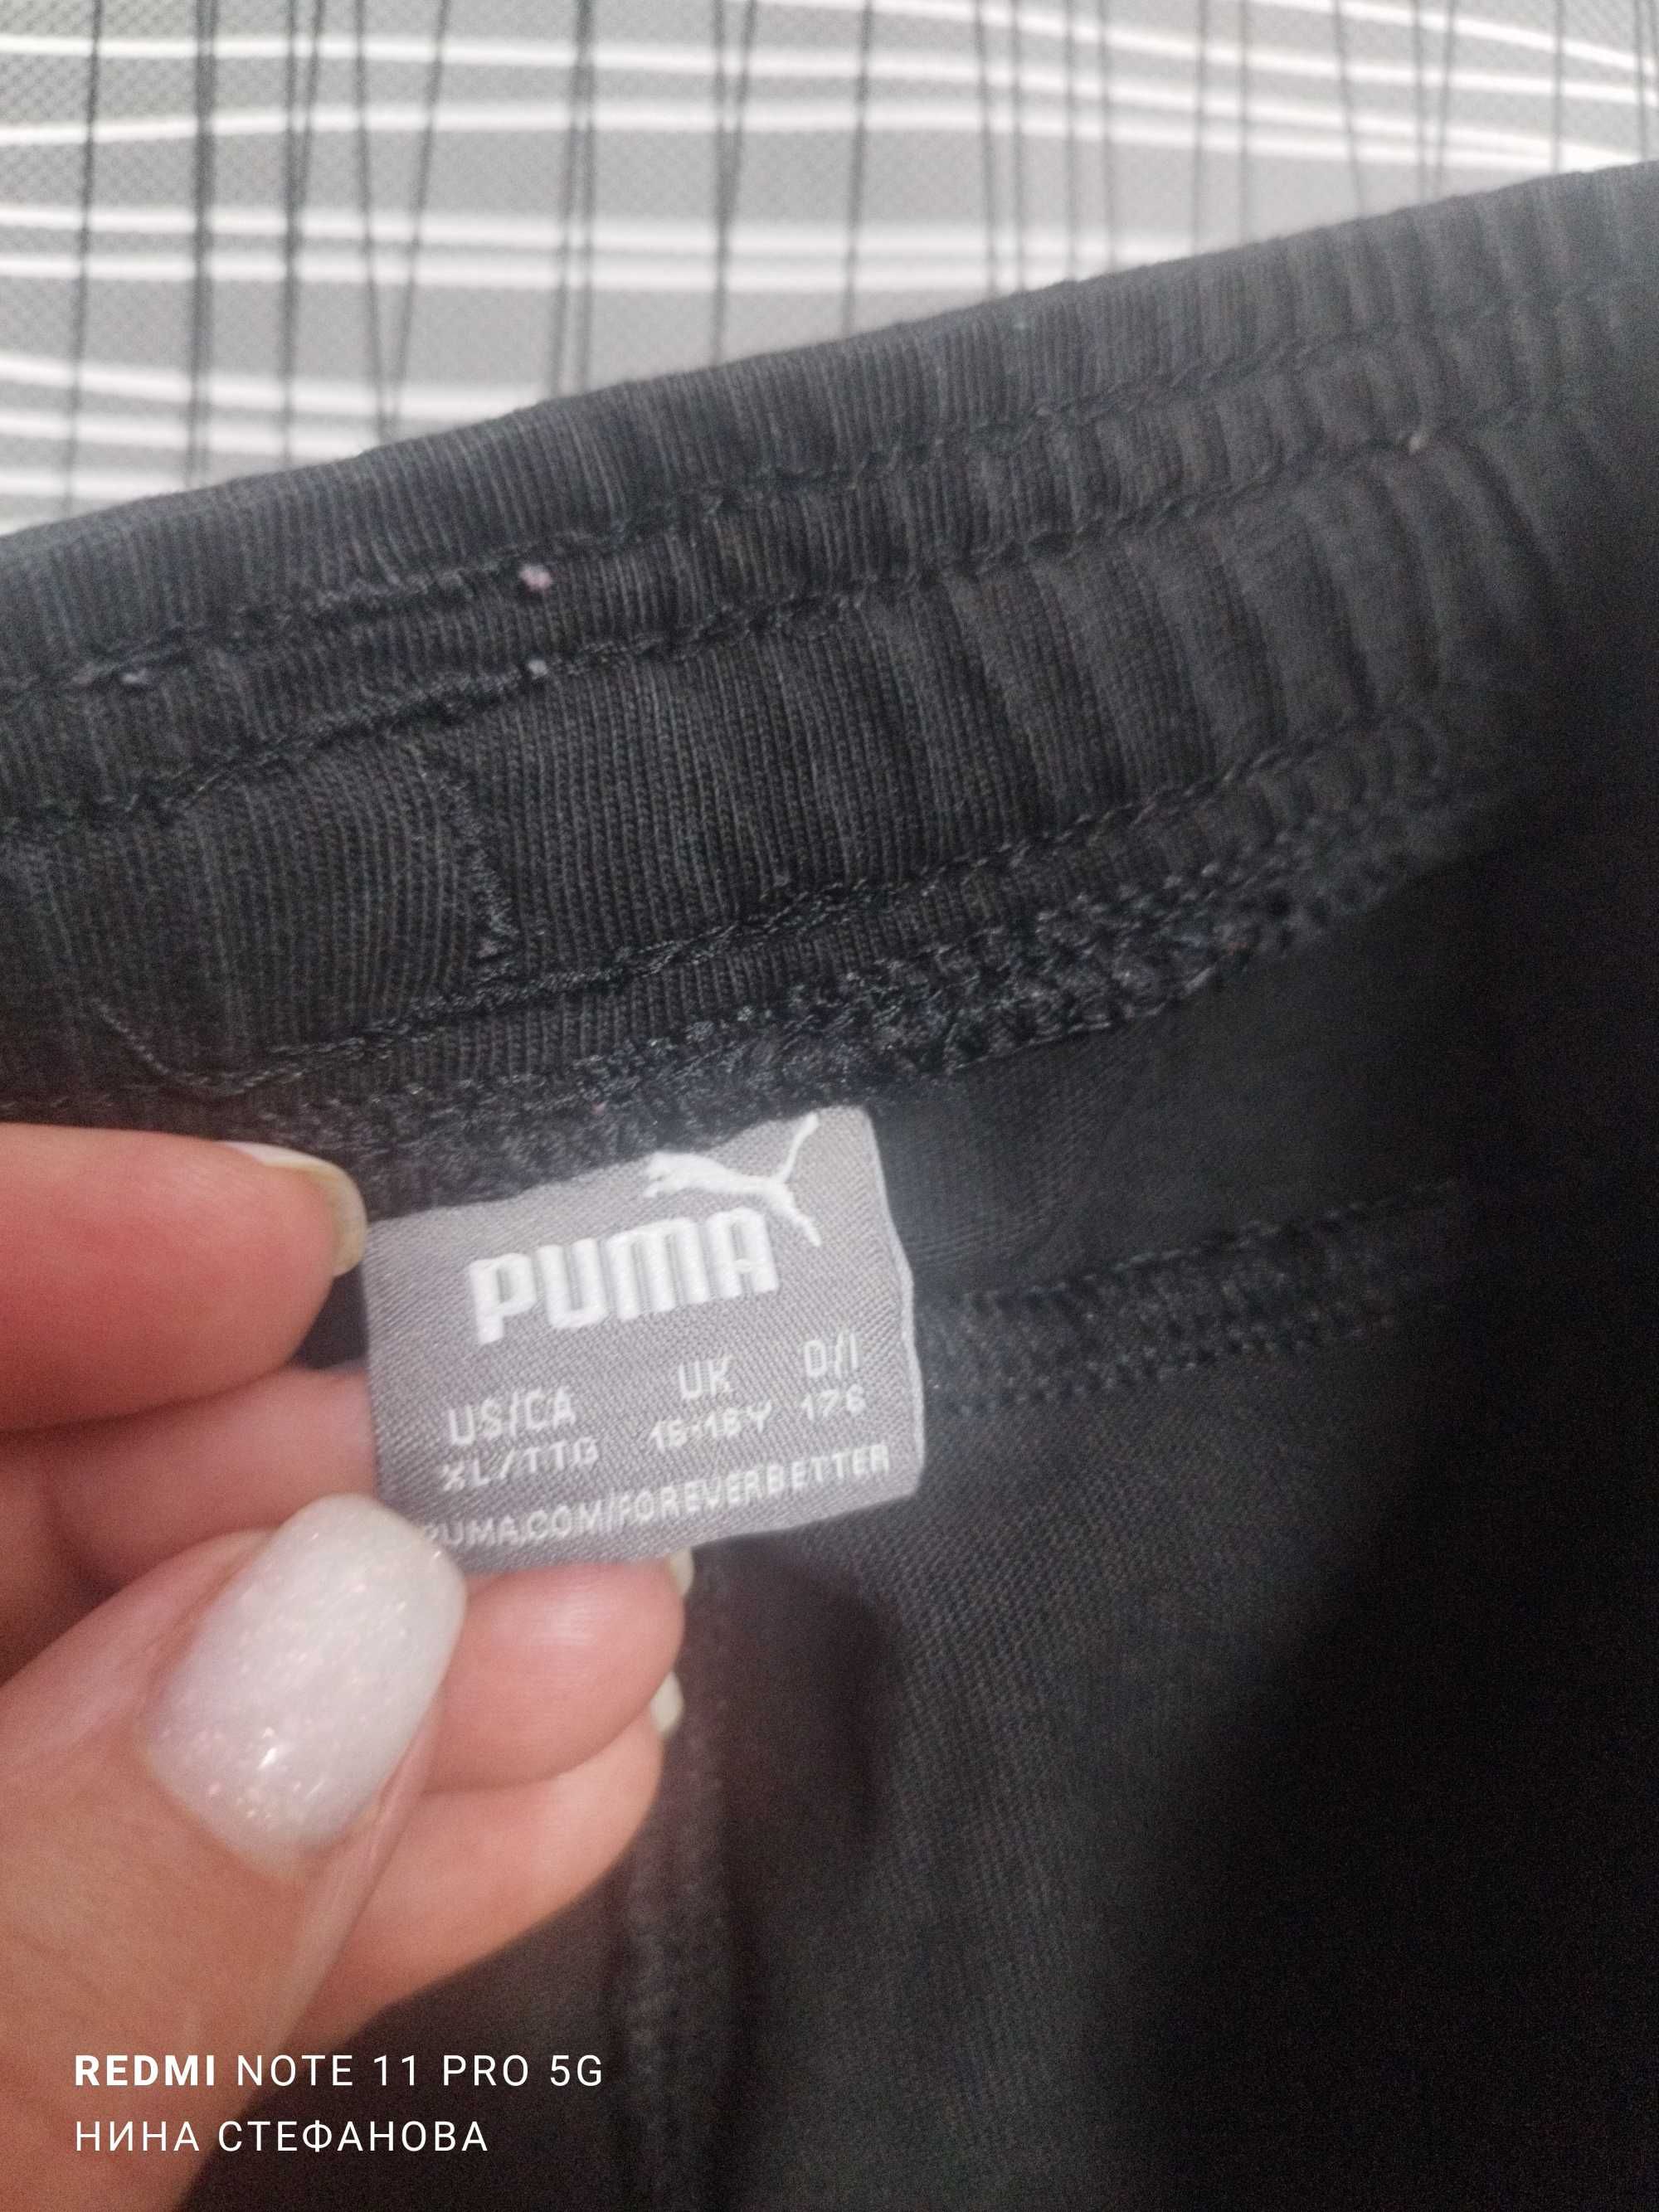 PUMA
US/CA UK D/I
XL/TTG 15-16Y 176
PUMA.COM/FOREVERBETTER
REDMI NOTE 11 PRO 5G
НИНА СТЕФАНОВА